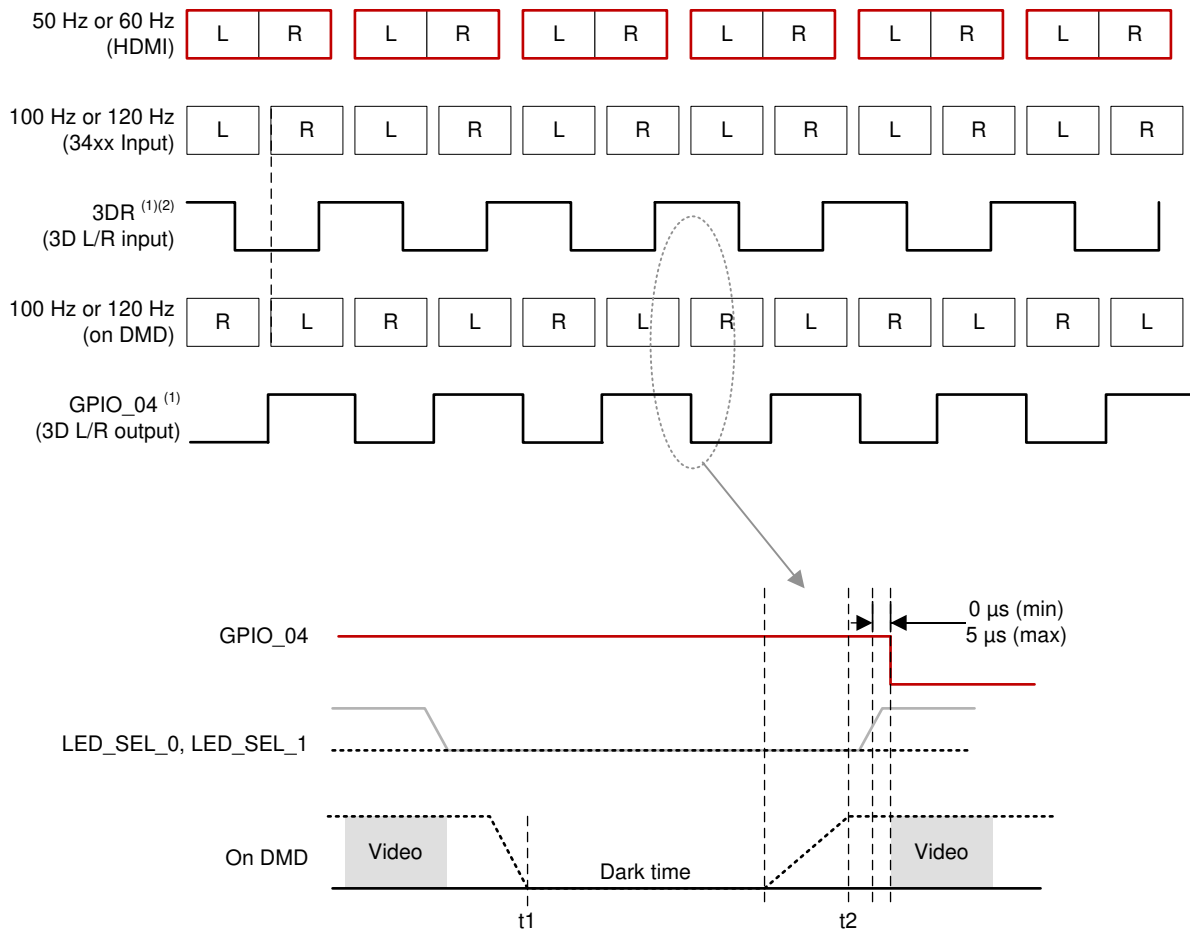 50 Hz or 60 Hz
(HDMI)
L R L R L R L R L R L R
100 Hz or 120 Hz
(34xx Input)
L R L R L R L R L R L R
3DR (1)(2)
(3D L/R input)
100 Hz or 120 Hz
(on DMD)
R L R L R L R L R L R L
GPIO_04 (1)
(3D L/R output)
0 µs (min)
5 µs (max)
GPIO_04
LED_SEL_0, LED_SEL_1
On DMD
Video
Dark time
Video
t1
t2